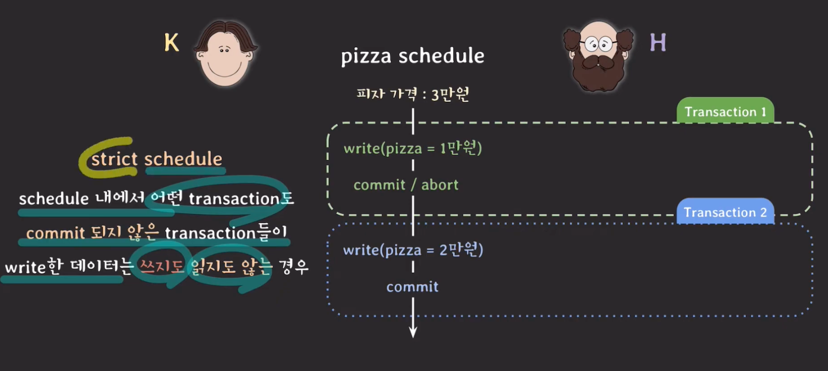 K
H
pizza schedule
피자 가격 : 3만원
Transaction 1
write(pizza = 1만원)
commit / abort
Transaction 2
write(pizza = 2만원)
commit
strict schedule
schedule 내에서 어떤 transaction도
commit 되지 않은 transaction들이
write한 데이터는 쓰지도 읽지도 않는 경우